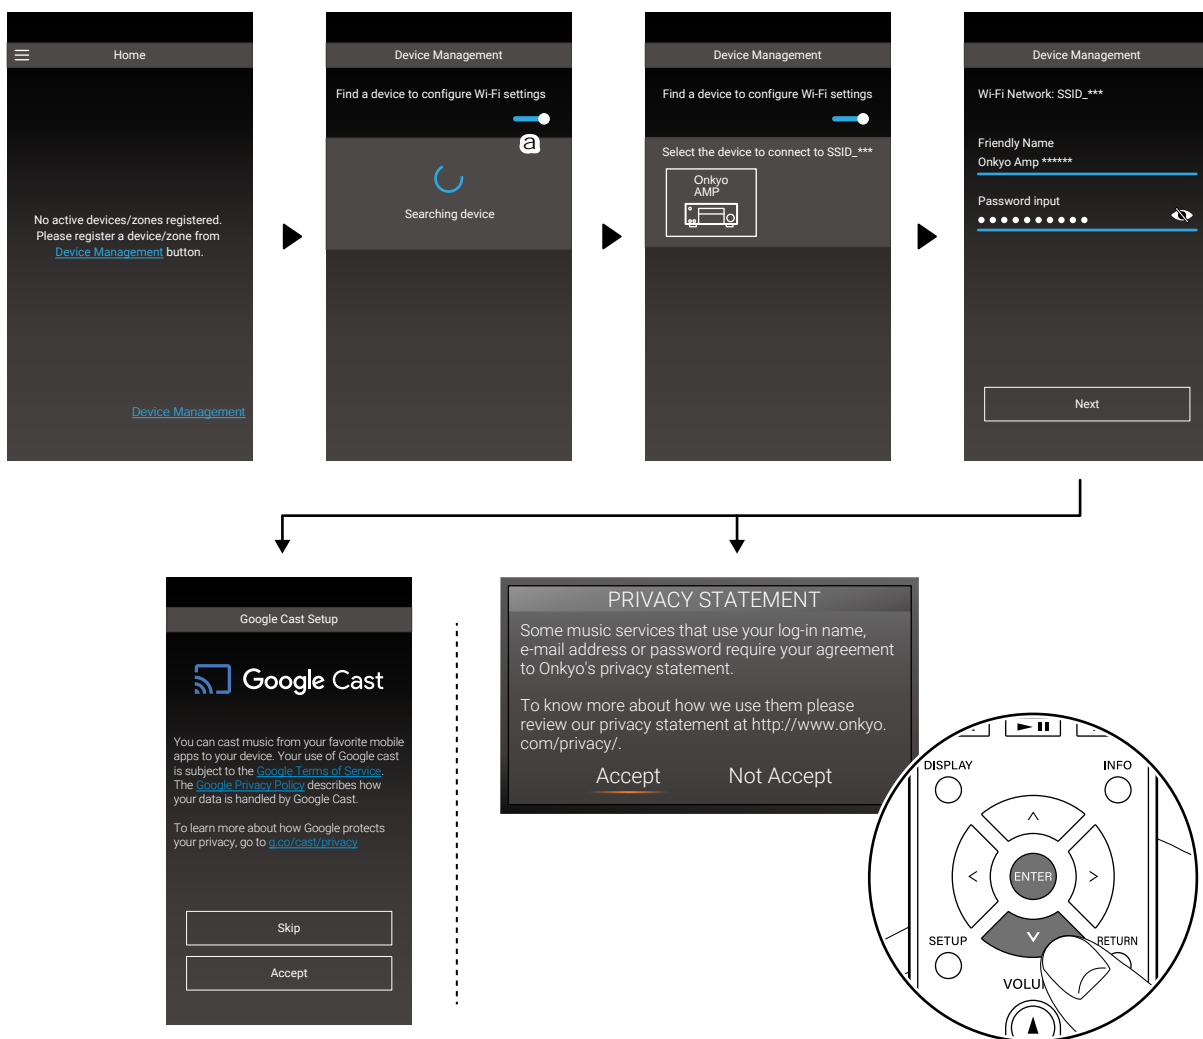 Home
No active devices/zones registered.
Please register a device/zone from
Device Management button.
Device Management
Device Management
Find a device to configure Wi-Fi settings
a
Searching device
Device Management
Find a device to configure Wi-Fi settings
Select the device to connect to SSID_***
Onkyo
AMP
Device Management
Wi-Fi Network: SSID_***
Friendly Name
Onkyo Amp ******
Password input
Next
Google Cast Setup
Google Cast
You can cast music from your favorite mobile
apps to your device. Your use of Google cast
is subject to the Google Terms of Service.
The Google Privacy Policy describes how
your data is handled by Google Cast.
To learn more about how Google protects
your privacy, go to g.co/cast/privacy
Skip
Accept
PRIVACY STATEMENT
Some music services that use your log-in name,
e-mail address or password require your agreement
to Onkyo's privacy statement.
To know more about how we use them please
review our privacy statement at http://www.onkyo.
com/privacy/.
Accept Not Accept
DISPLAY INFO
ENTER
SETUP RETURN
VOLU